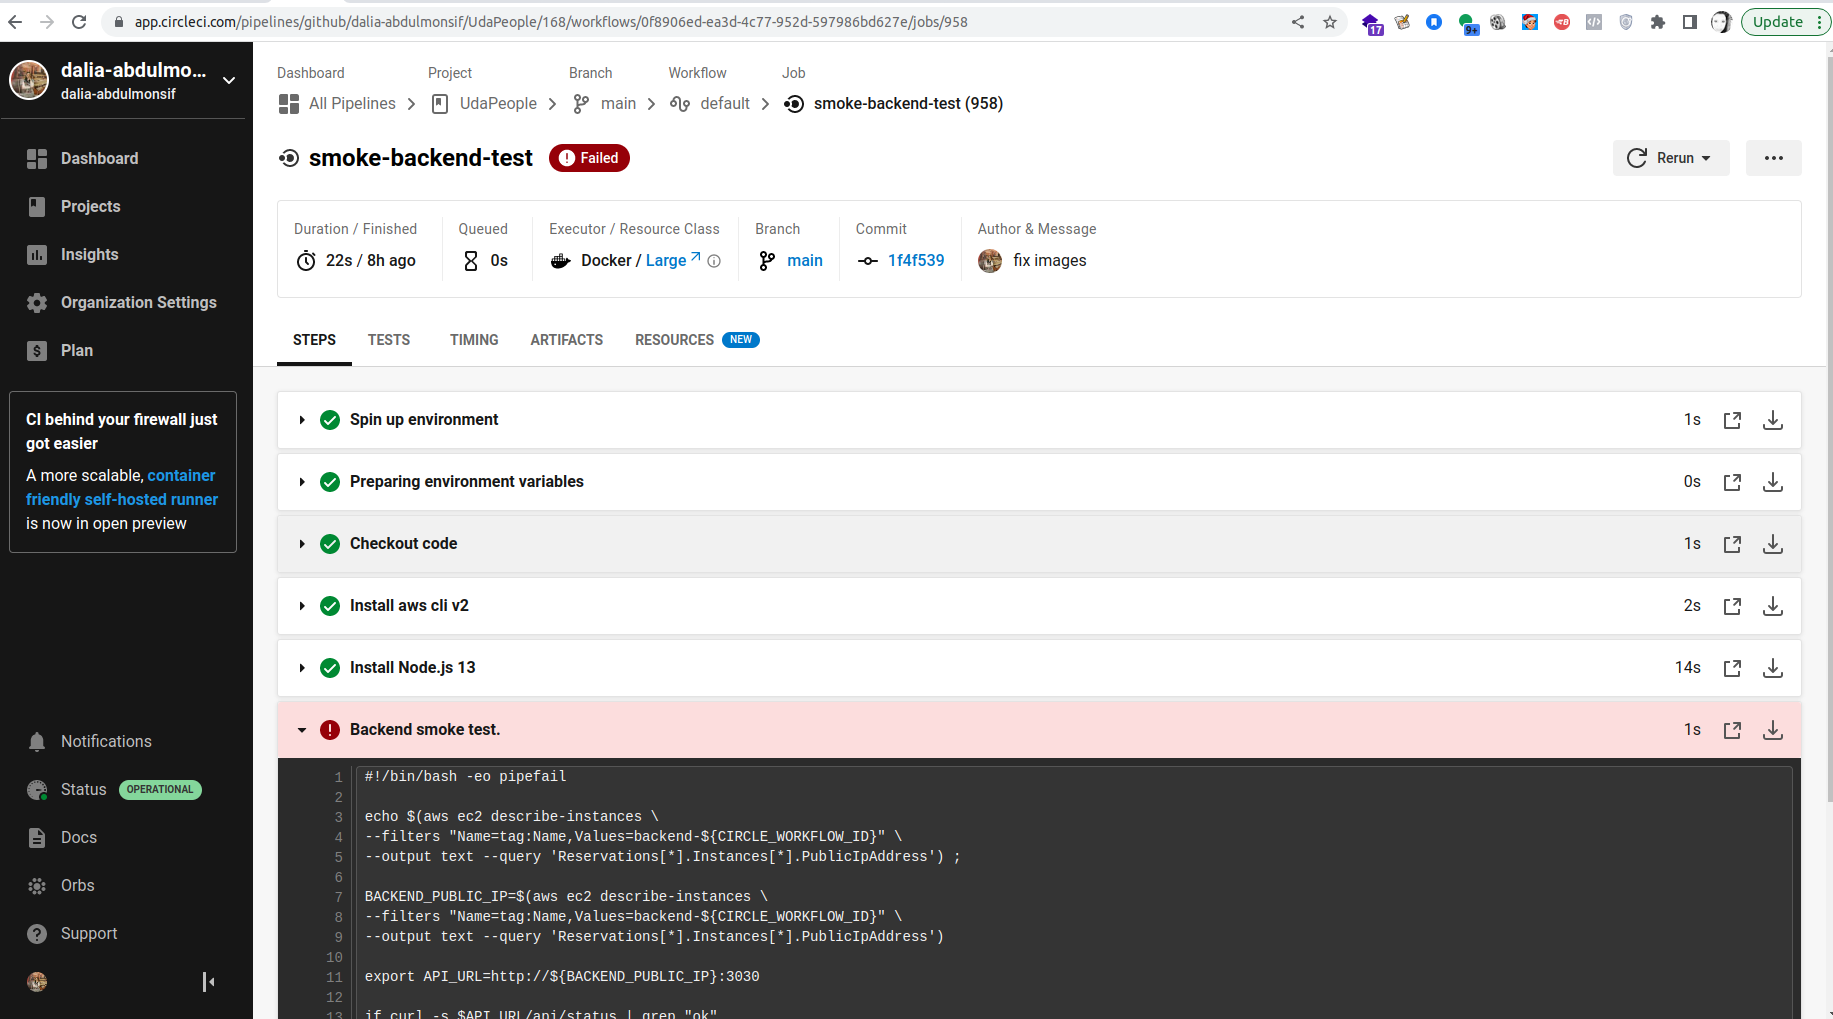 app.circleci.com/pipelines/github/dalia-abdulmonsif/UdaPeople/168/workflows/0f8906ed-ea3d-4c77-952d-597986bd627e/jobs/958
17
9+
Update
dalia-abdulmo...
dalia-abdulmonsif
Dashboard
Projects
Insights
Organization Settings
Plan
CI behind your firewall just
got easier
A more scalable, container
friendly self-hosted runner
is now in open preview
Notifications
Status OPERATIONAL
Docs
Orbs
Support
Dashboard Project Branch Workflow Job
All Pipelines UdaPeople main default smoke-backend-test (958)
smoke-backend-test Failed
Rerun
Duration / Finished Queued Executor / Resource Class Branch Commit Author & Message
22s / 8h ago 0s Docker / Large main 1f4f539 fix images
STEPS TESTS TIMING ARTIFACTS RESOURCES NEW
Spin up environment 1s
Preparing environment variables 0s
Checkout code 1s
Install aws cli v2 2s
Install Node.js 13 14s
Backend smoke test. 1s
1 #!/bin/bash -eo pipefail
2
3 echo $(aws ec2 describe-instances \
4 --filters "Name=tag:Name,Values=backend-${CIRCLE_WORKFLOW_ID}" \
5 --output text --query 'Reservations[*].Instances[*].PublicIpAddress') ;
6
7 BACKEND_PUBLIC_IP=$(aws ec2 describe-instances \
8 --filters "Name=tag:Name,Values=backend-${CIRCLE_WORKFLOW_ID}" \
9 --output text --query 'Reservations[*].Instances[*].PublicIpAddress')
10
11 export API_URL=http://${BACKEND_PUBLIC_IP}:3030
12
13 if curl -s $API_URL/api/status | grep "ok"